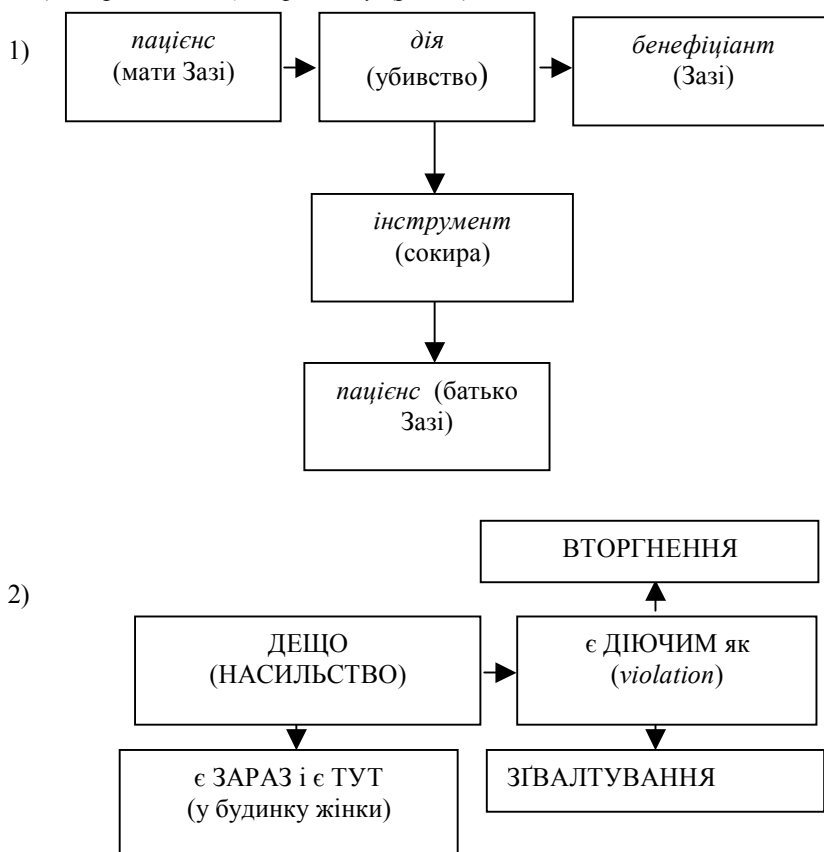 1)
пацієнс
(мати Зазі)
дія
(убивство)
бенефіціант
(Зазі)
інструмент
(сокира)
пацієнс (батько
Зазі)
2)
ВТОРГНЕННЯ
ДЕЩО
(НАСИЛЬСТВО)
є ДІЮЧИМ як
(violation)
є ЗАРАЗ і є ТУТ
(у будинку жінки)
ЗҐВАЛТУВАННЯ